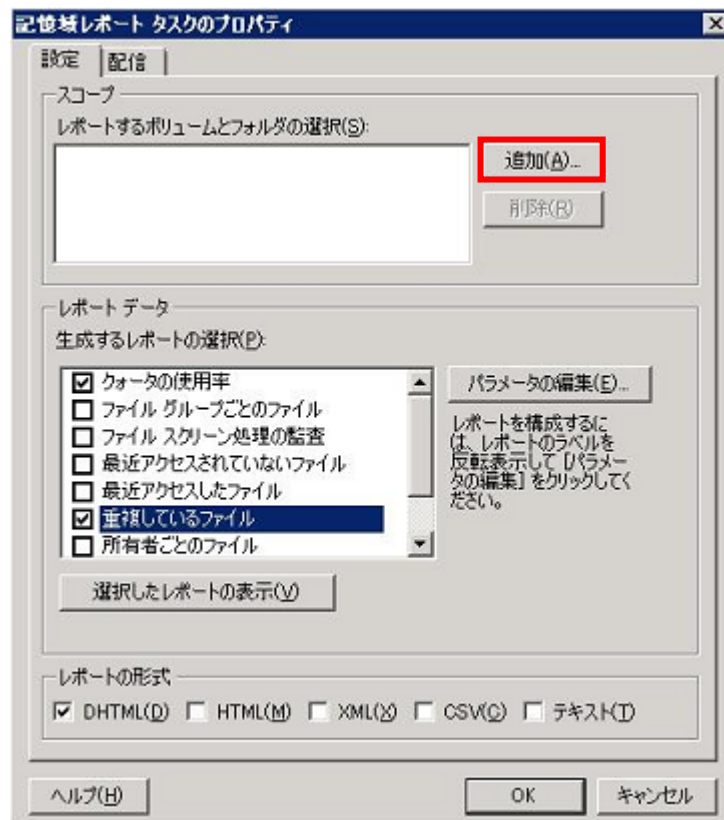 記憶域レポート タスクのプロパティ
設定
配信
スコープ
レポートするボリュームとフォルダの選択(S):
追加(A)...
削除(R)
レポート データ
生成するレポートの選択(P):
クォータの使用率
ファイル グループごとのファイル
ファイル スクリーン処理の監査
最近アクセスされていないファイル
最近アクセスしたファイル
重複しているファイル
所有者ごとのファイル
パラメータの編集(E)...
レポートを構成するに
は、レポートのラベルを
反転表示して [パラメー
タの編集] をクリックしてく
ださい。
選択したレポートの表示(V)
レポートの形式
DHTML(D) HTML(M) XML(X) CSV(C) テキスト(T)
ヘルプ(H)
OK
キャンセル